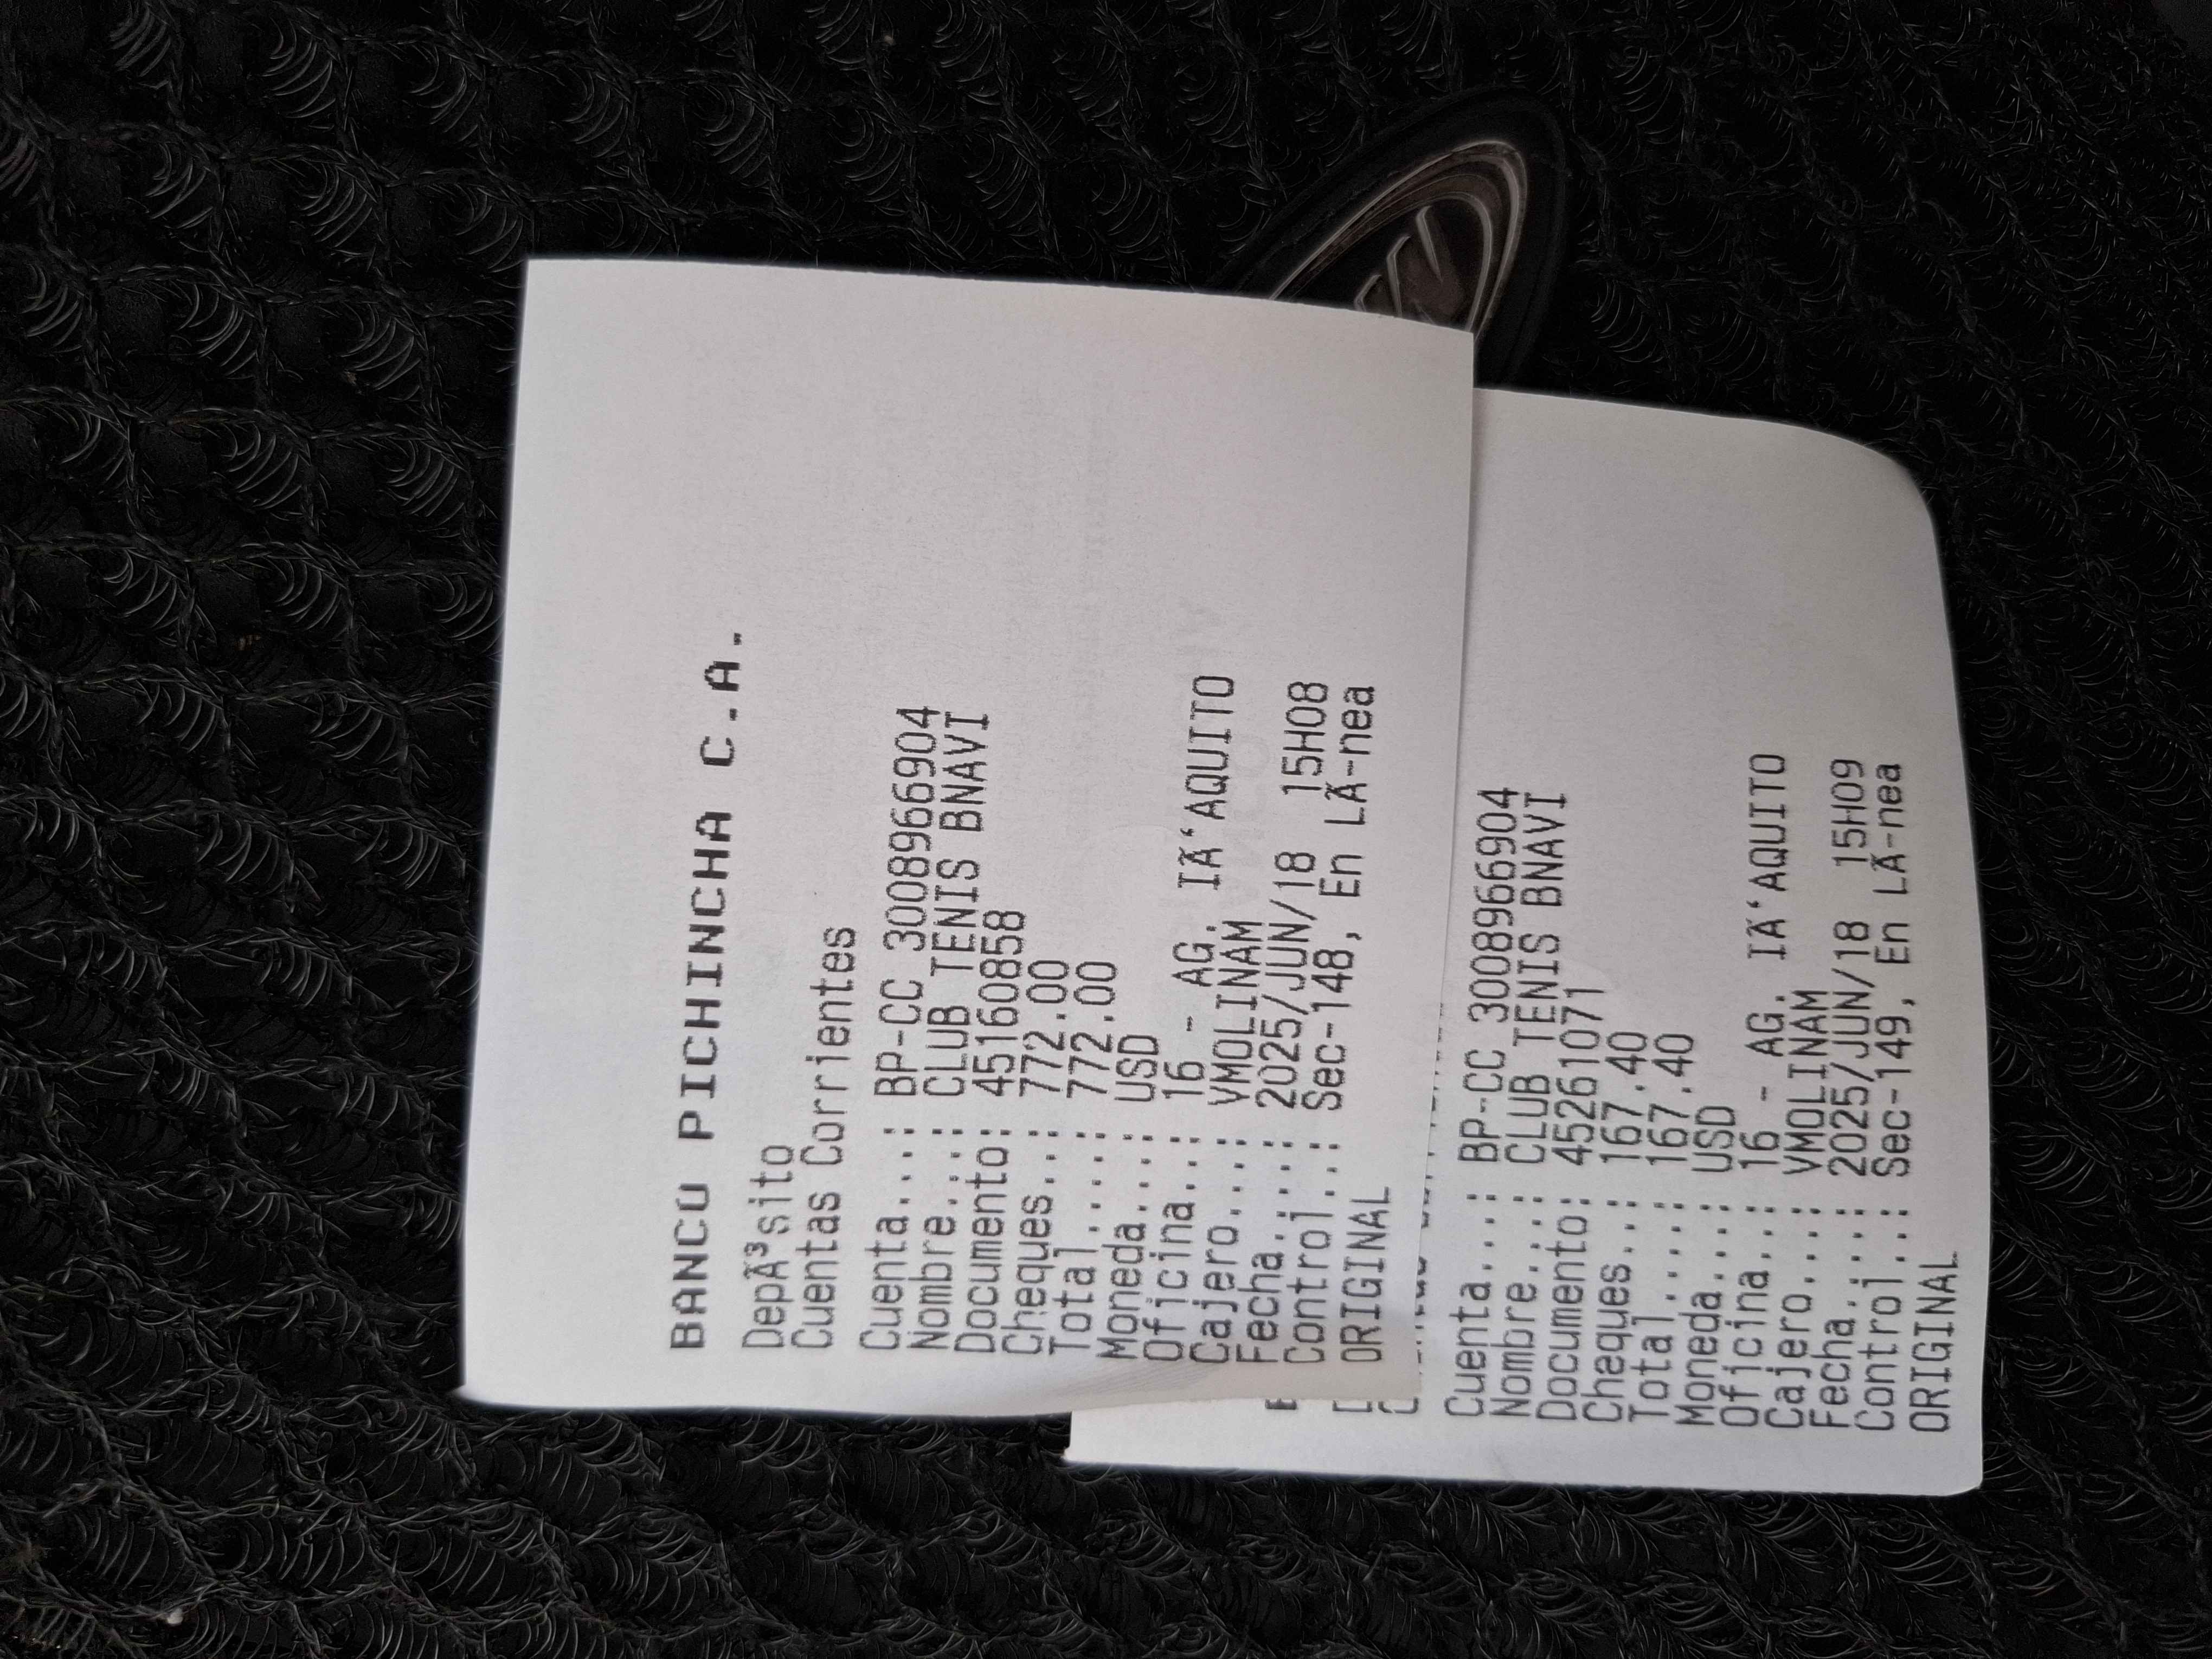 BANCO PICHINCHA C.A.
DepÃ³sito
Cuentas Corrientes
Cuenta...: BP-CC 3008966904
Nombre...: CLUB TENIS BNAVI
Documento: 451608858
Cheques..: 772.00
Total....: 772.00
Moneda...: USD
Oficina..: 16 - AG. IÃ‘AQUITO
Cajero...: VMOLINAM
Fecha....: 2025/JUN/18 15H08
Control..: Sec-148, En LÃ-nea
ORIGINAL
Cuenta...: BP-CC 3008966904
Nombre...: CLUB TENIS BNAVI
Documento: 45261071
Cheques..: 167.40
Total....: 167.40
Moneda...: USD
Oficina..: 16 - AG. IÃ‘AQUITO
Cajero...: VMOLINAM
Fecha....: 2025/JUN/18 15H09
Control..: Sec-149, En LÃ-nea
ORIGINAL